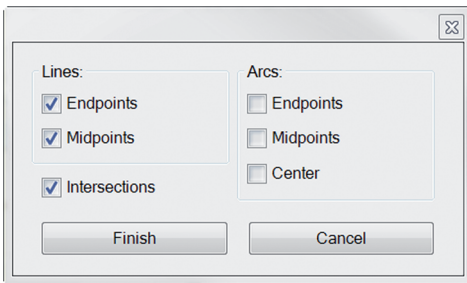 Lines:
Endpoints
Midpoints
Intersections
Arcs:
Endpoints
Midpoints
Center
Finish
Cancel